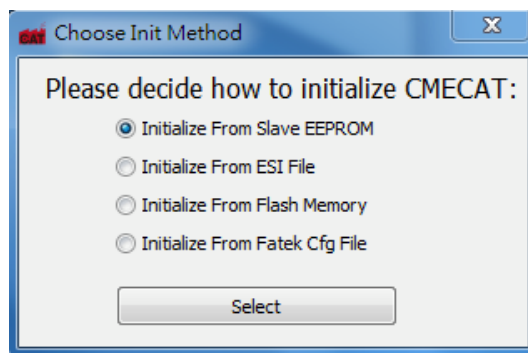 CAT
Choose Init Method
Please decide how to initialize CMECAT:
Initialize From Slave EEPROM
Initialize From ESI File
Initialize From Flash Memory
Initialize From Fatek Cfg File
Select